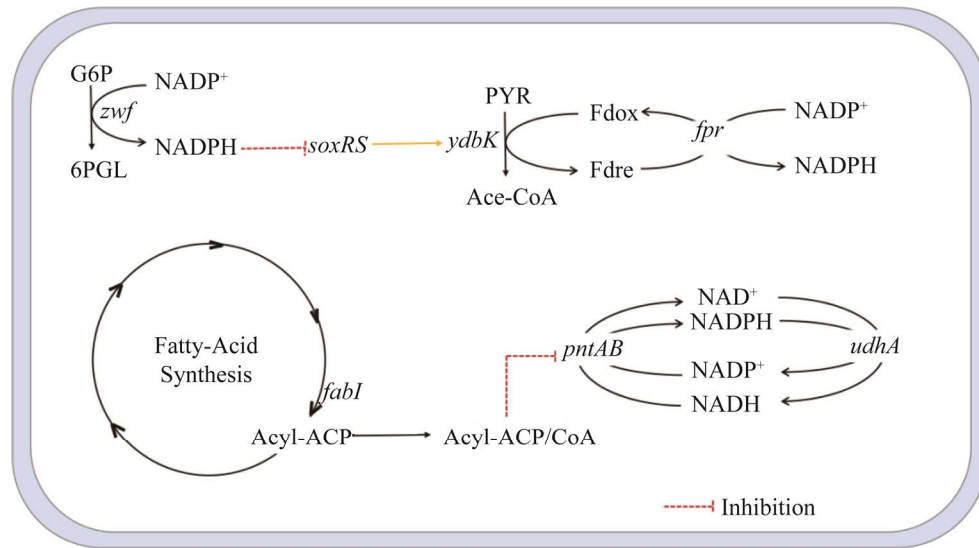 G6P
NADP⁺
zwf
NADPH
6PGL
soxRS
ydbK
PYR
Fdox
Fdre
Ace-CoA
fpr
NADP⁺
NADPH
Fatty-Acid
Synthesis
fabI
Acyl-ACP
Acyl-ACP/CoA
pntAB
NAD⁺
NADPH
NADP⁺
NADH
udhA
Inhibition